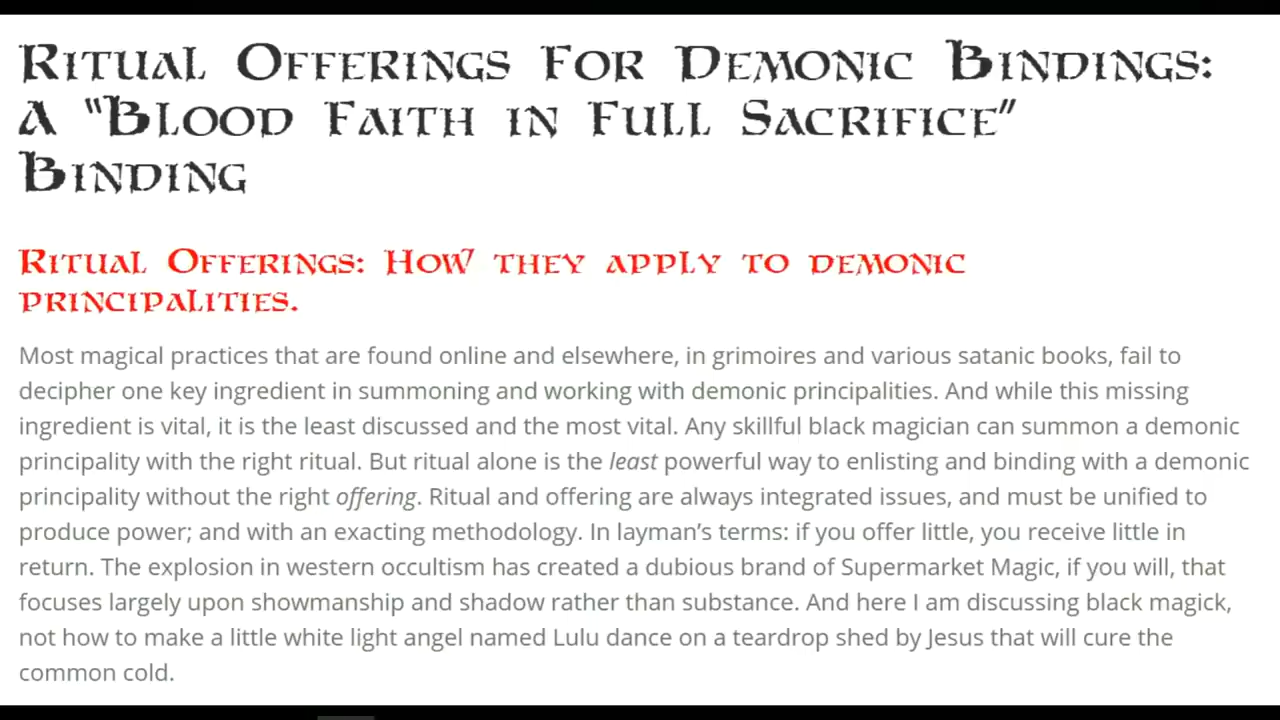 Ritual Offerings For Demonic Bindings:
A "Blood Faith in Full Sacrifice"
Binding
Ritual Offerings: How they apply to demonic
principalities.
Most magical practices that are found online and elsewhere, in grimoires and various satanic books, fail to
decipher one key ingredient in summoning and working with demonic principalities. And while this missing
ingredient is vital, it is the least discussed and the most vital. Any skillful black magician can summon a demonic
principality with the right ritual. But ritual alone is the least powerful way to enlisting and binding with a demonic
principality without the right offering. Ritual and offering are always integrated issues, and must be unified to
produce power; and with an exacting methodology. In layman’s terms: if you offer little, you receive little in
return. The explosion in western occultism has created a dubious brand of Supermarket Magic, if you will, that
focuses largely upon showmanship and shadow rather than substance. And here I am discussing black magick,
not how to make a little white light angel named Lulu dance on a teardrop shed by Jesus that will cure the
common cold.